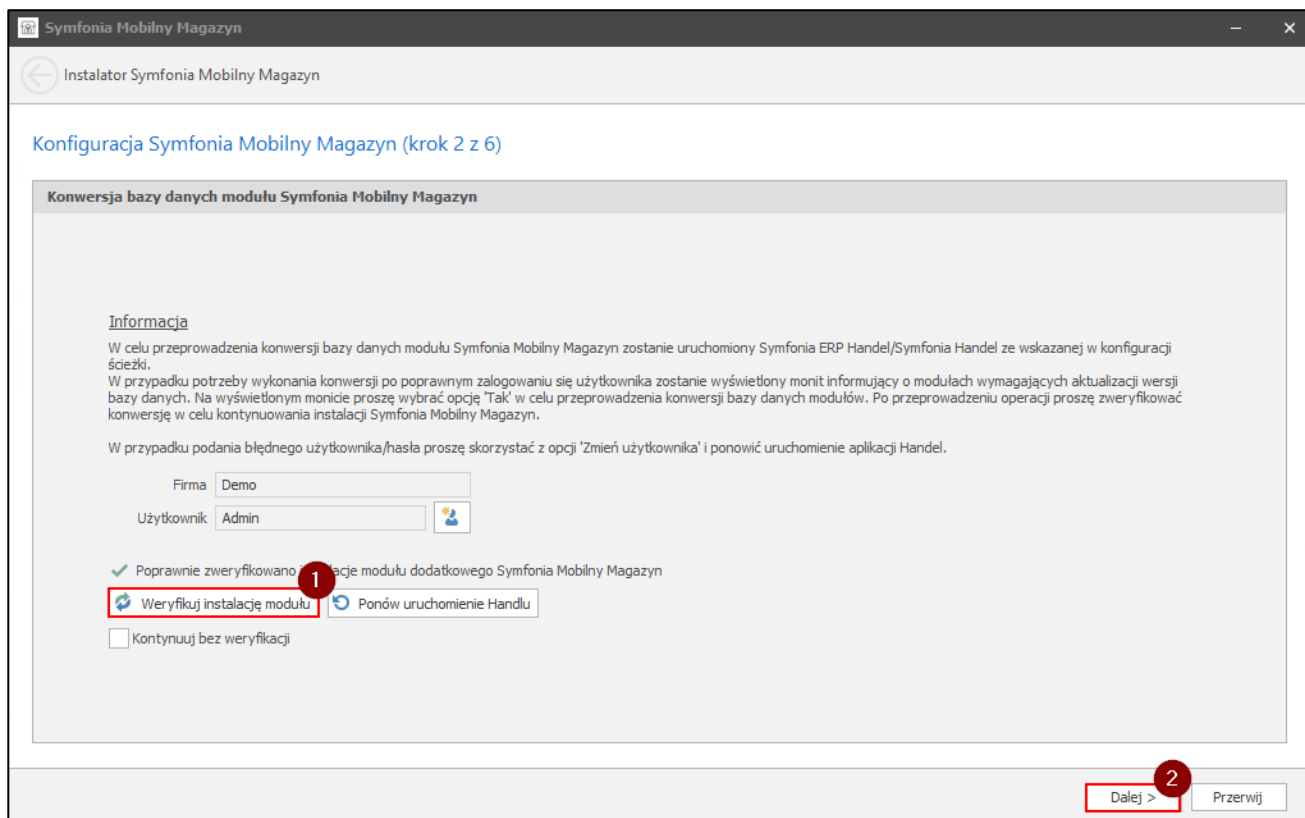 Symfonia Mobilny Magazyn
Instalator Symfonia Mobilny Magazyn
Konfiguracja Symfonia Mobilny Magazyn (krok 2 z 6)
Konwersja bazy danych modułu Symfonia Mobilny Magazyn
Informacja
W celu przeprowadzenia konwersji bazy danych modułu Symfonia Mobilny Magazyn zostanie uruchomiony Symfonia ERP Handel/Symfonia Handel ze wskazanej w konfiguracji
ścieżki.
W przypadku potrzeby wykonania konwersji po poprawnym zalogowaniu się użytkownika zostanie wyświetlony monit informujący o modułach wymagających aktualizacji wersji
bazy danych. Na wyświetlonym monicie proszę wybrać opcję 'Tak' w celu przeprowadzenia konwersji bazy danych modułów. Po przeprowadzeniu operacji proszę zweryfikować
konwersję w celu kontynuowania instalacji Symfonia Mobilny Magazyn.
W przypadku podania błędnego użytkownika/hasła proszę skorzystać z opcji 'Zmień użytkownika' i ponowić uruchomienie aplikacji Handel.
Firma Demo
Użytkownik Admin
Poprawnie zweryfikowano modułu dodatkowego Symfonia Mobilny Magazyn
1
Weryfikuj instalację modułu Ponów uruchomienie Handlu
Kontynuuj bez weryfikacji
2
Dalej > Przerwij